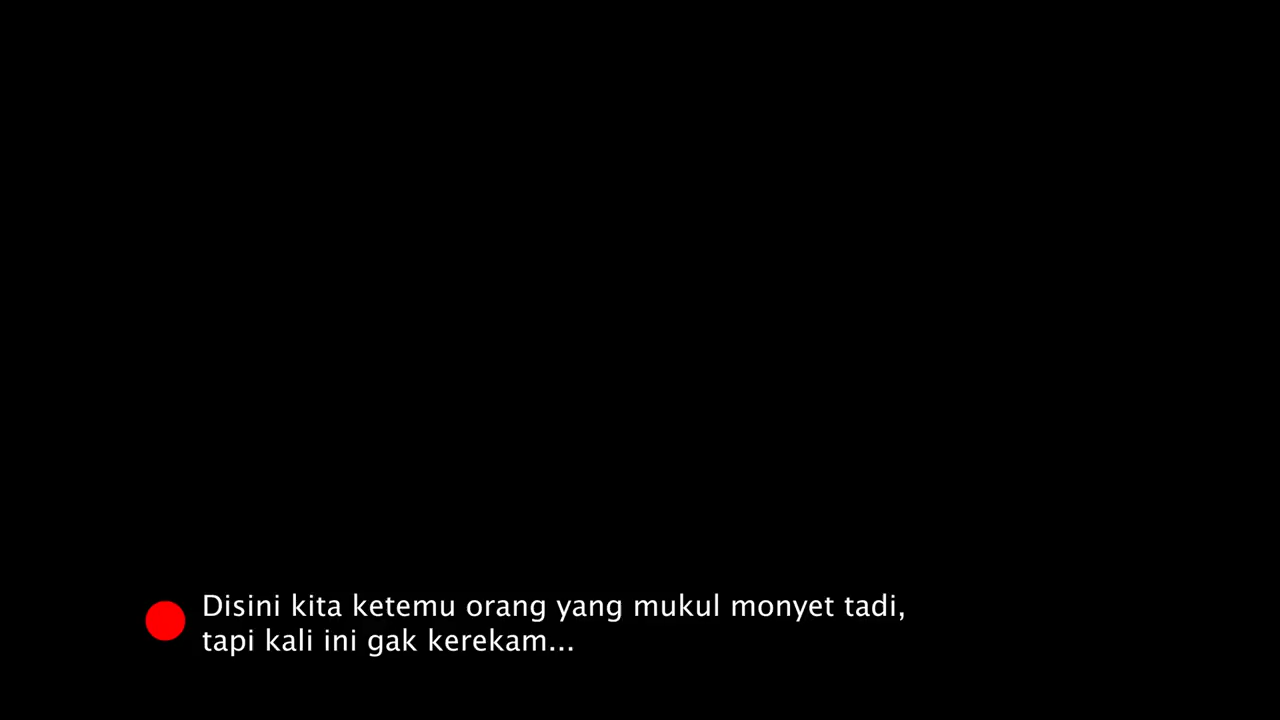 Disini kita ketemu orang yang mukul monyet tadi,
tapi kali ini gak kerekam...